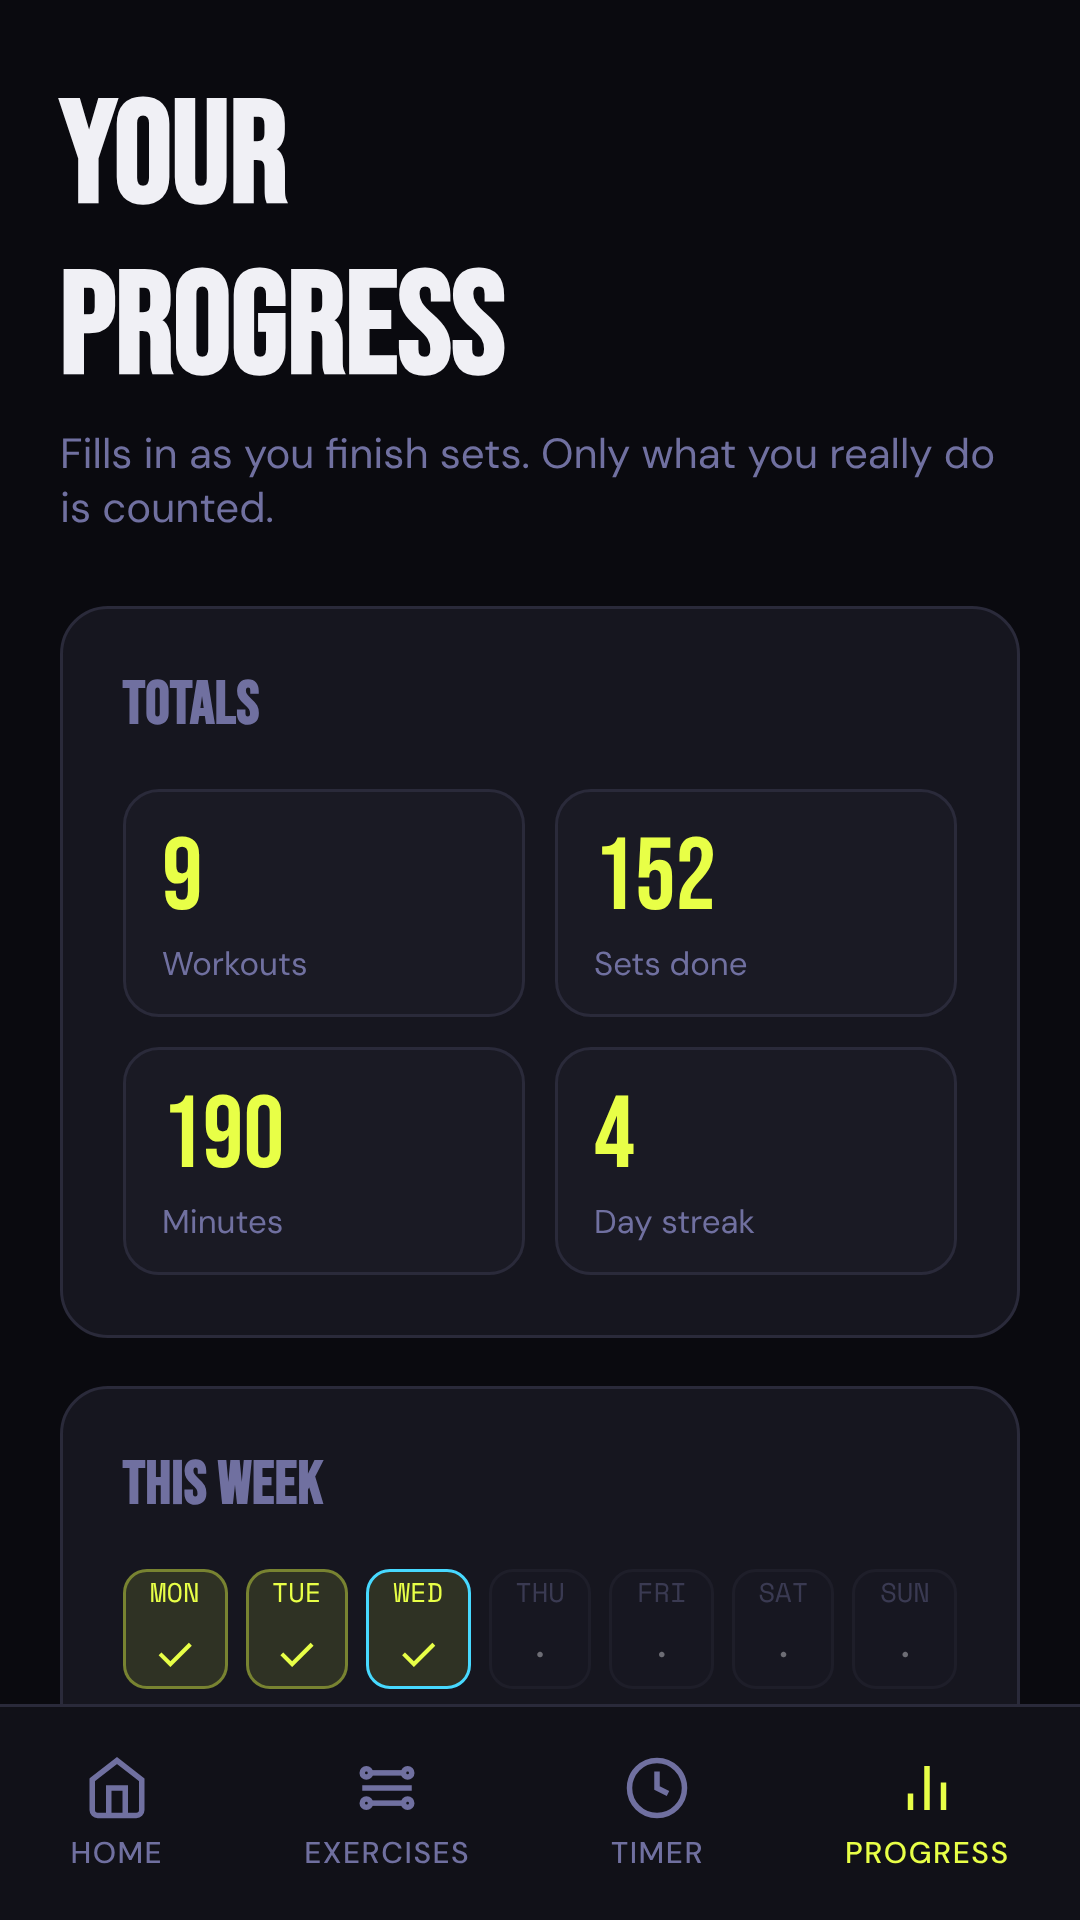 YOUR
PROGRESS
Fills in as you finish sets. Only what you really do
is counted.
TOTALS
9
Workouts
152
Sets done
190
Minutes
4
Day streak
THIS WEEK
MON TUE WED THU FRI SAT SUN
HOME EXERCISES TIMER PROGRESS